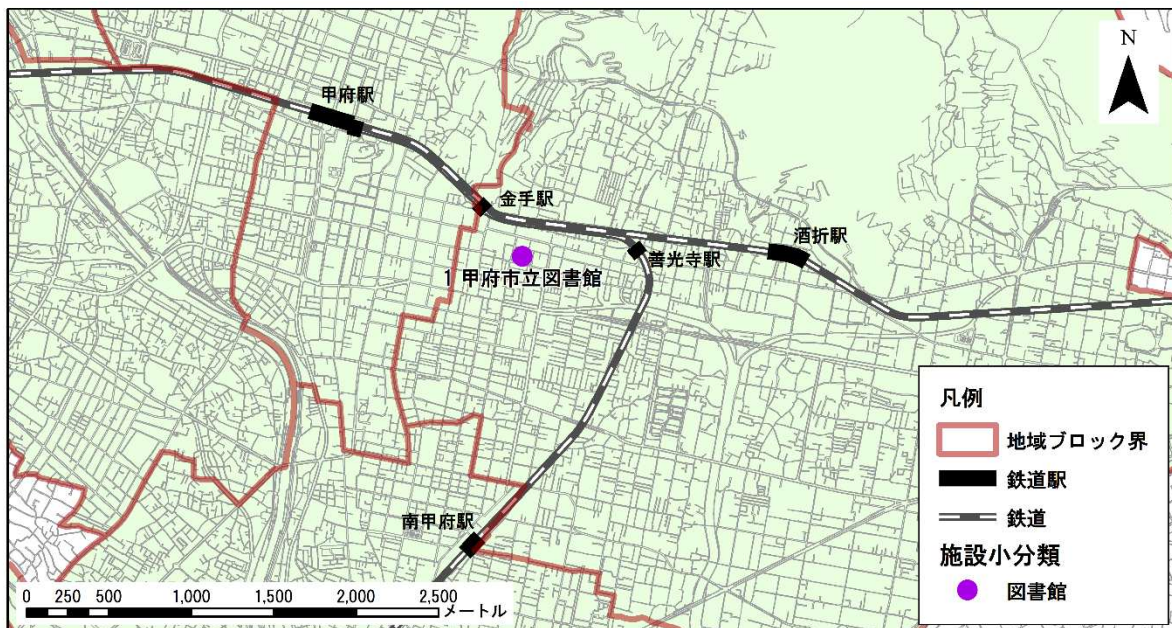 N
甲府駅
金手駅
酒折駅
善光寺駅
1 甲府市立図書館
南甲府駅
凡例
地域ブロック界
鉄道駅
鉄道
施設小分類
図書館
0 250 500 1,000 1,500 2,000 2,500
メートル